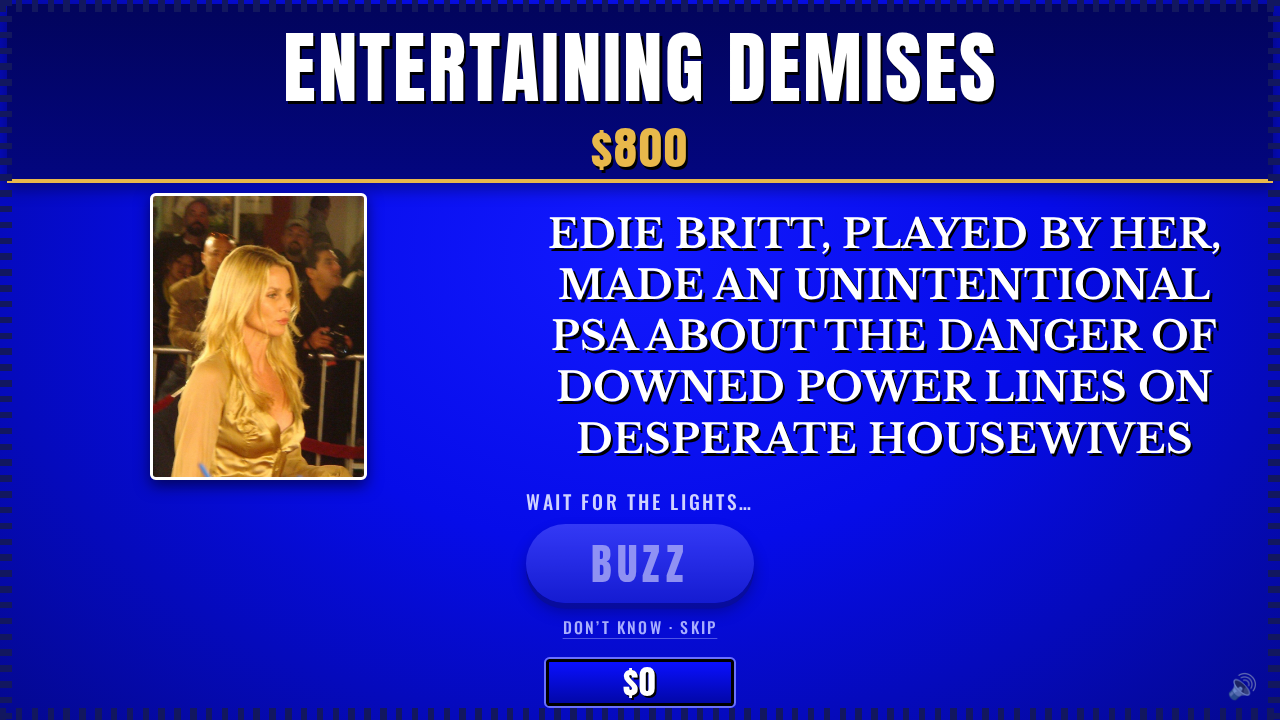 ENTERTAINING DEMISES
$800
EDIE BRITT, PLAYED BY HER,
MADE AN UNINTENTIONAL
PSA ABOUT THE DANGER OF
DOWNED POWER LINES ON
DESPERATE HOUSEWIVES
WAIT FOR THE LIGHTS…
BUZZ
DON'T KNOW · SKIP
$0